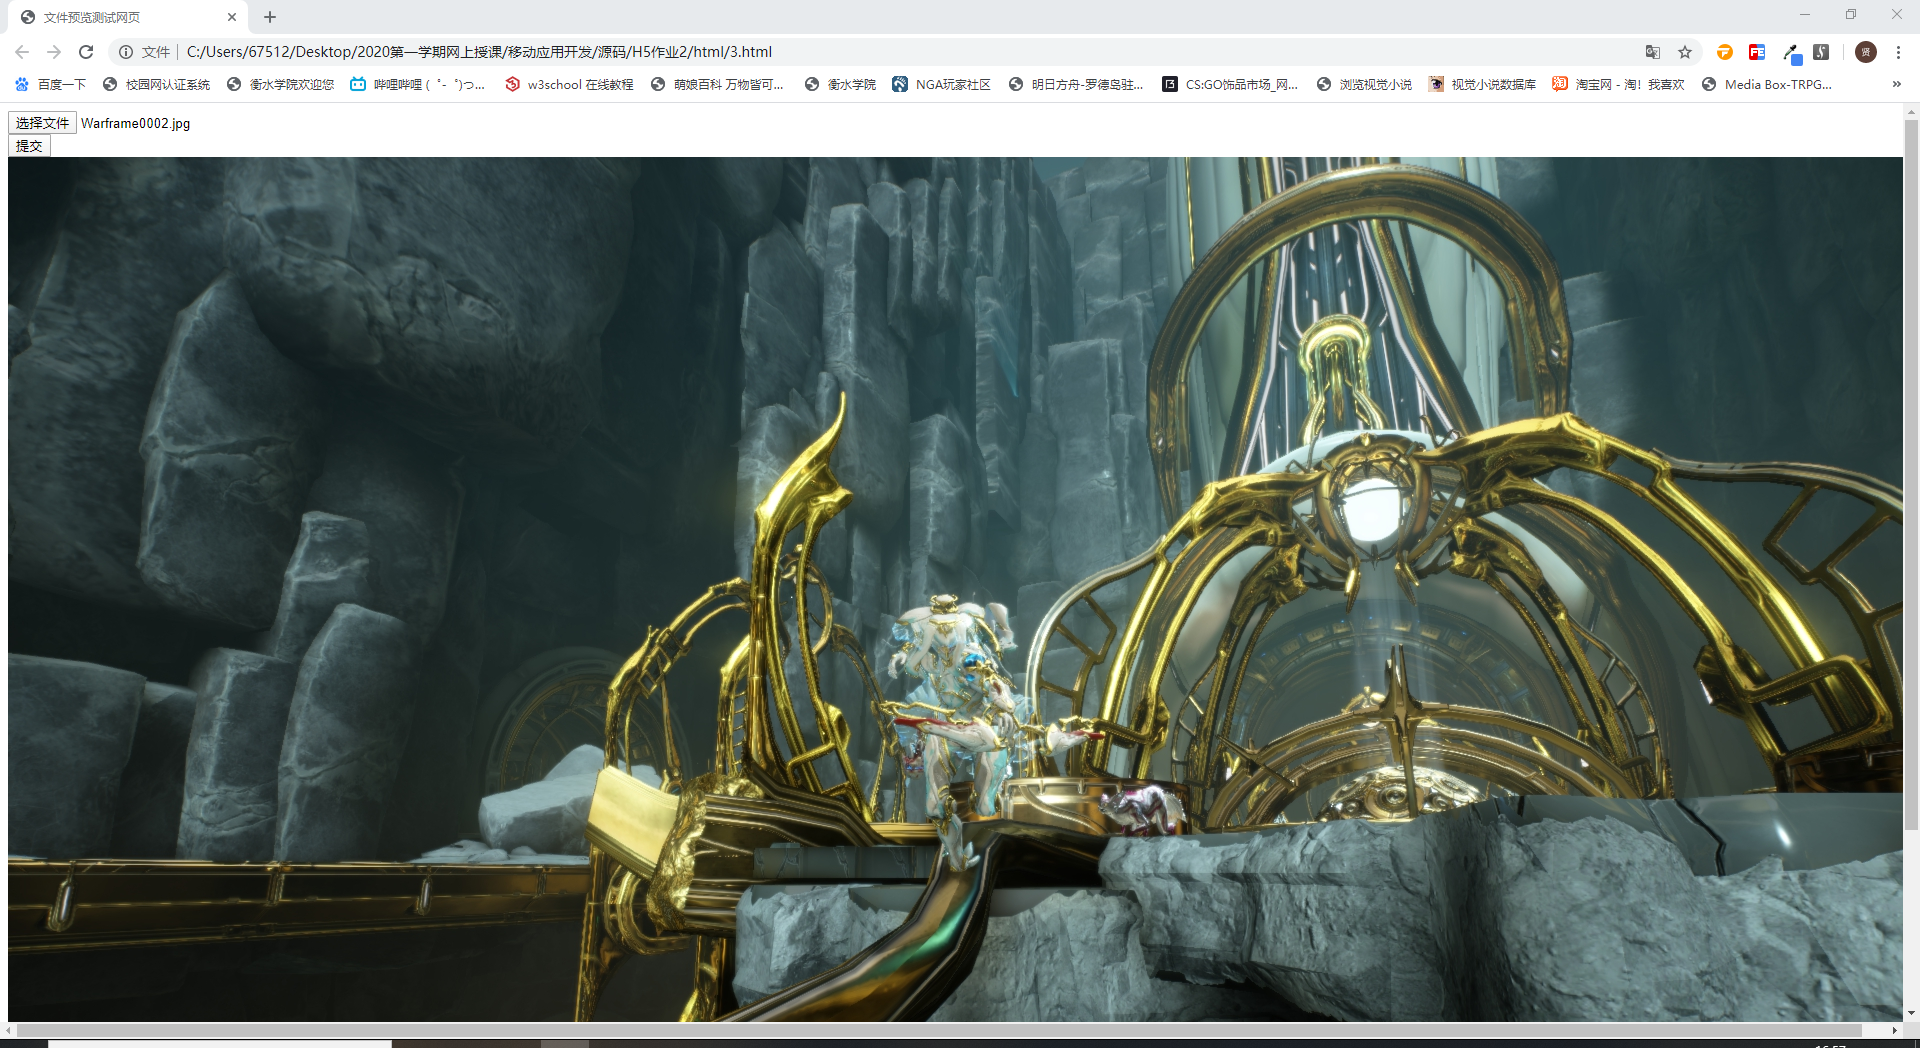 文件预览测试网页
文件 C:/Users/67512/Desktop/2020第一学期网上授课/移动应用开发/源码/H5作业2/html/3.html
贤
百度一下 校园网认证系统 衡水学院欢迎您 哔哩哔哩 ( ゜- ゜)つ... w3school 在线教程 萌娘百科 万物皆可... 衡水学院 NGA玩家社区 明日方舟-罗德岛驻... CS:GO饰品市场_网... 浏览视觉小说 视觉小说数据库 淘宝网 - 淘！我喜欢 Media Box-TRPG... »
选择文件 Warframe0002.jpg
提交